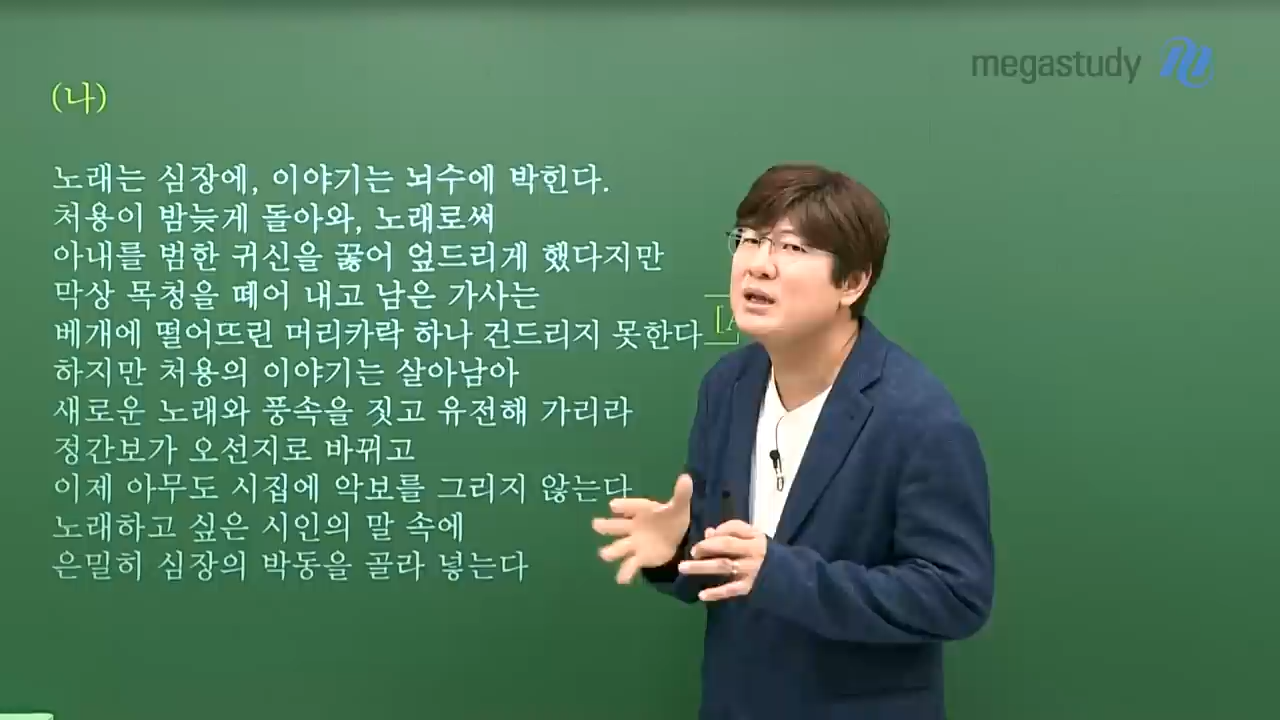 megastudy
(나)
노래는 심장에, 이야기는 뇌수에 박힌다.
처용이 밤늦게 돌아와, 노래로써
아내를 범한 귀신을 꿇어 엎드리게 했다지만
막상 목청을 떼어 내고 남은 가사는
베개에 떨어뜨린 머리카락 하나 건드리지 못한다
하지만 처용의 이야기는 살아남아
새로운 노래와 풍속을 짓고 유전해 가리라
정간보가 오선지로 바뀌고
이제 아무도 시집에 악보를 그리지 않는다
노래하고 싶은 시인의 말 속에
은밀히 심장의 박동을 골라 넣는다